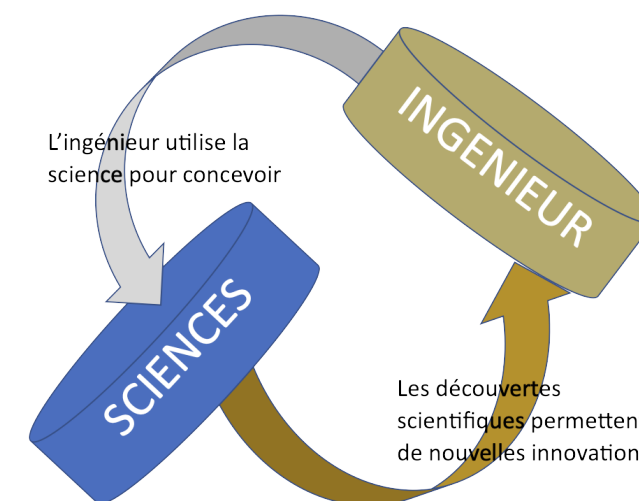 INGENIEUR
L'ingénieur utilise la
science pour concevoir
SCIENCES
Les découvertes
scientifiques permetten
de nouvelles innovation